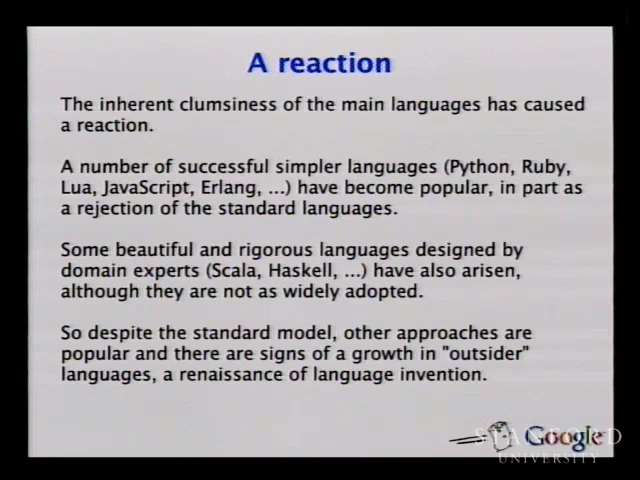 A reaction
The inherent clumsiness of the main languages has caused
a reaction.
A number of successful simpler languages (Python, Ruby,
Lua, JavaScript, Erlang, ...) have become popular, in part as
a rejection of the standard languages.
Some beautiful and rigorous languages designed by
domain experts (Scala, Haskell, ...) have also arisen,
although they are not as widely adopted.
So despite the standard model, other approaches are
popular and there are signs of a growth in "outsider"
languages, a renaissance of language invention.
Google
STANFORD
UNIVERSITY